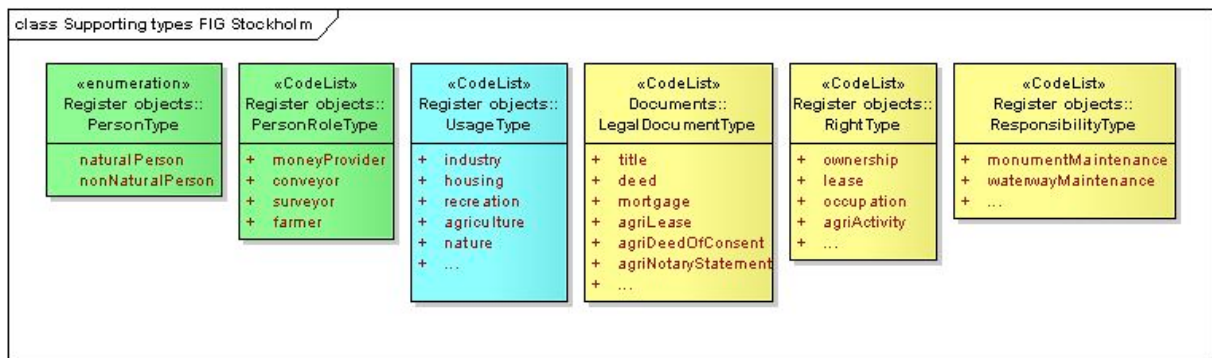 class Supporting types FIG Stockholm
«enumeration»
Register objects::
PersonType
naturalPerson
nonNaturalPerson
«CodeList»
Register objects::
PersonRoleType
+ moneyProvider
+ conveyor
+ surveyor
+ farmer
«CodeList»
Register objects::
UsageType
+ industry
+ housing
+ recreation
+ agriculture
+ nature
+ ...
«CodeList»
Documents::
LegalDocumentType
+ title
+ deed
+ mortgage
+ agriLease
+ agriDeedOfConsent
+ agriNotaryStatement
+ ...
«CodeList»
Register objects::
RightType
+ ownership
+ lease
+ occupation
+ agriActivity
+ ...
«CodeList»
Register objects::
ResponsibilityType
+ monumentMaintenance
+ waterwayMaintenance
+ ...